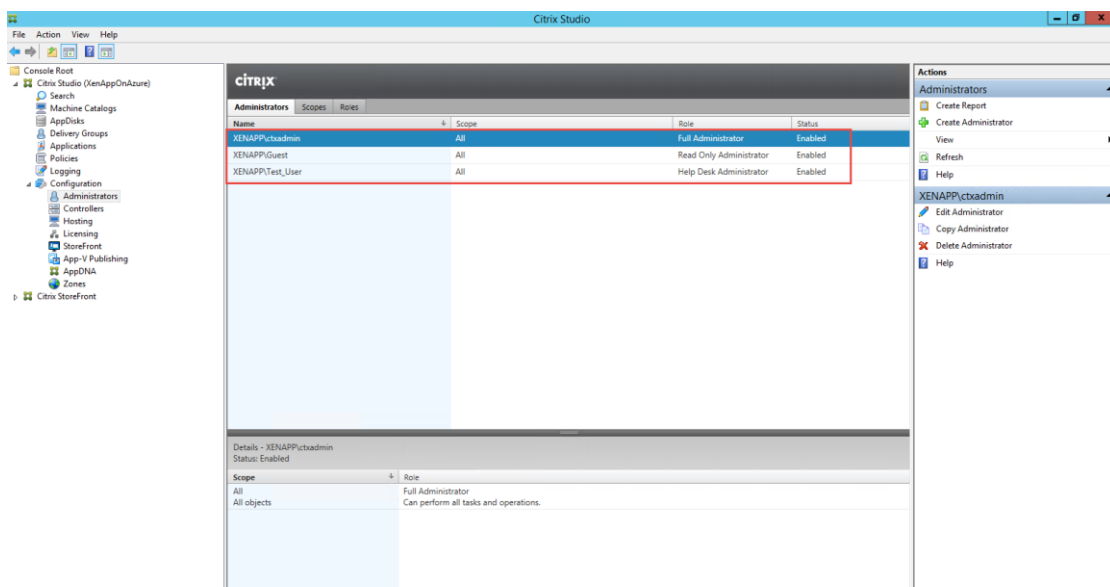 Citrix Studio
File Action View Help
Console Root
Citrix Studio (XenAppOnAzure)
Search
Machine Catalogs
AppDisks
Delivery Groups
Applications
Policies
Logging
Configuration
Administrators
Controllers
Hosting
Licensing
StoreFront
App-V Publishing
AppDNA
Zones
Citrix StoreFront
CITRIX
Administrators Scopes Roles
Name Scope Role Status
XENAPP\ctxadmin All Full Administrator Enabled
XENAPP\Guest All Read Only Administrator Enabled
XENAPP\Test_User All Help Desk Administrator Enabled
Details - XENAPP\ctxadmin
Status: Enabled
Scope Role
All Full Administrator
All objects Can perform all tasks and operations.
Actions
Administrators
Create Report
Create Administrator
View
Refresh
Help
XENAPP\ctxadmin
Edit Administrator
Copy Administrator
Delete Administrator
Help